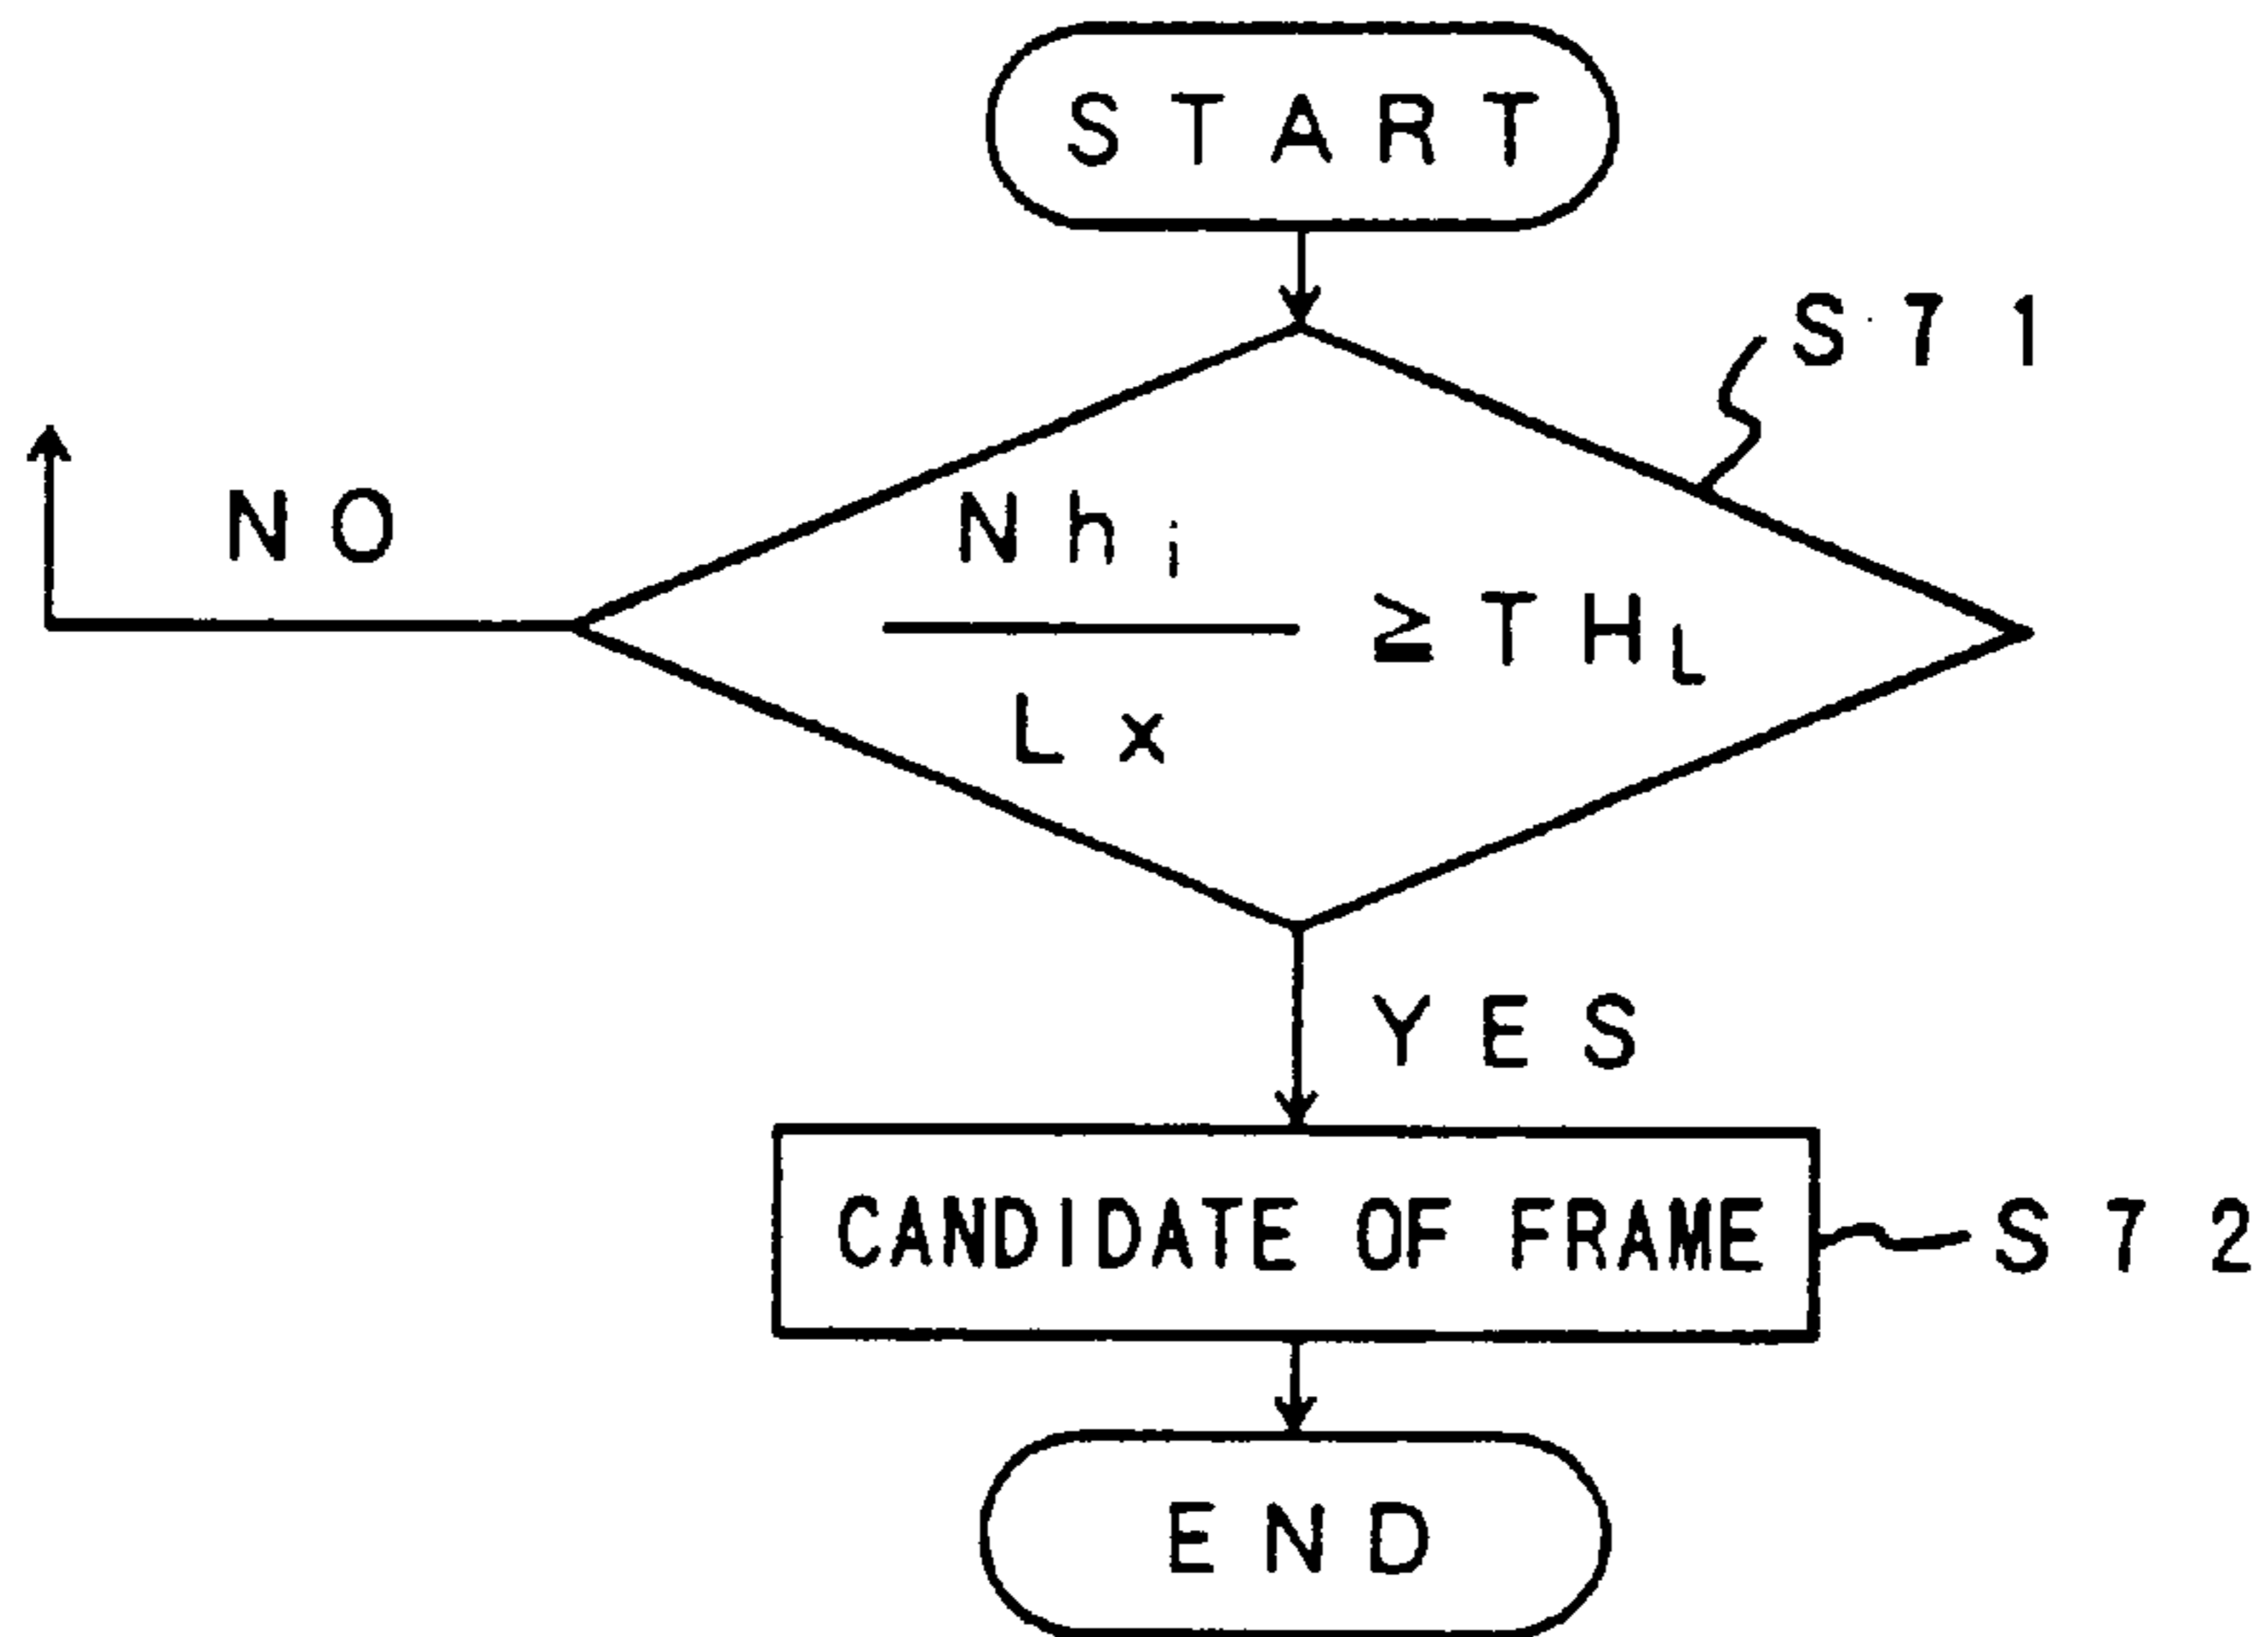 START
S71
NO
Nhi
≧THL
Lx
YES
CANDIDATE OF FRAME
S72
END